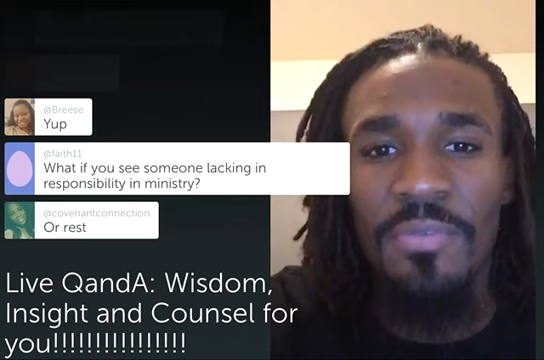 @Breese
Yup
@faith11
What if you see someone lacking in
responsibility in ministry?
@covenantconnection
Or rest
Live QandA: Wisdom,
Insight and Counsel for
you!!!!!!!!!!!!!!!!!